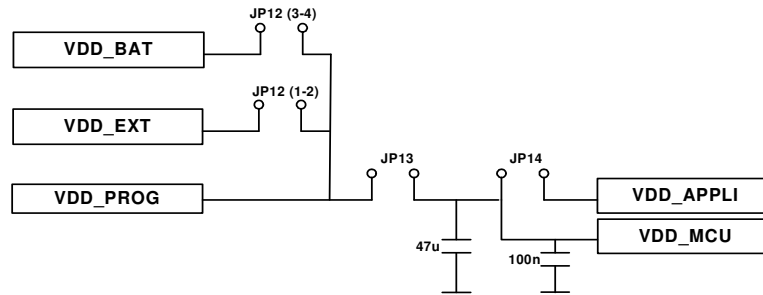 JP12 (3-4)
VDD_BAT
JP12 (1-2)
VDD_EXT
JP13
JP14
VDD_PROG
VDD_APPLI
VDD_MCU
47u
100n